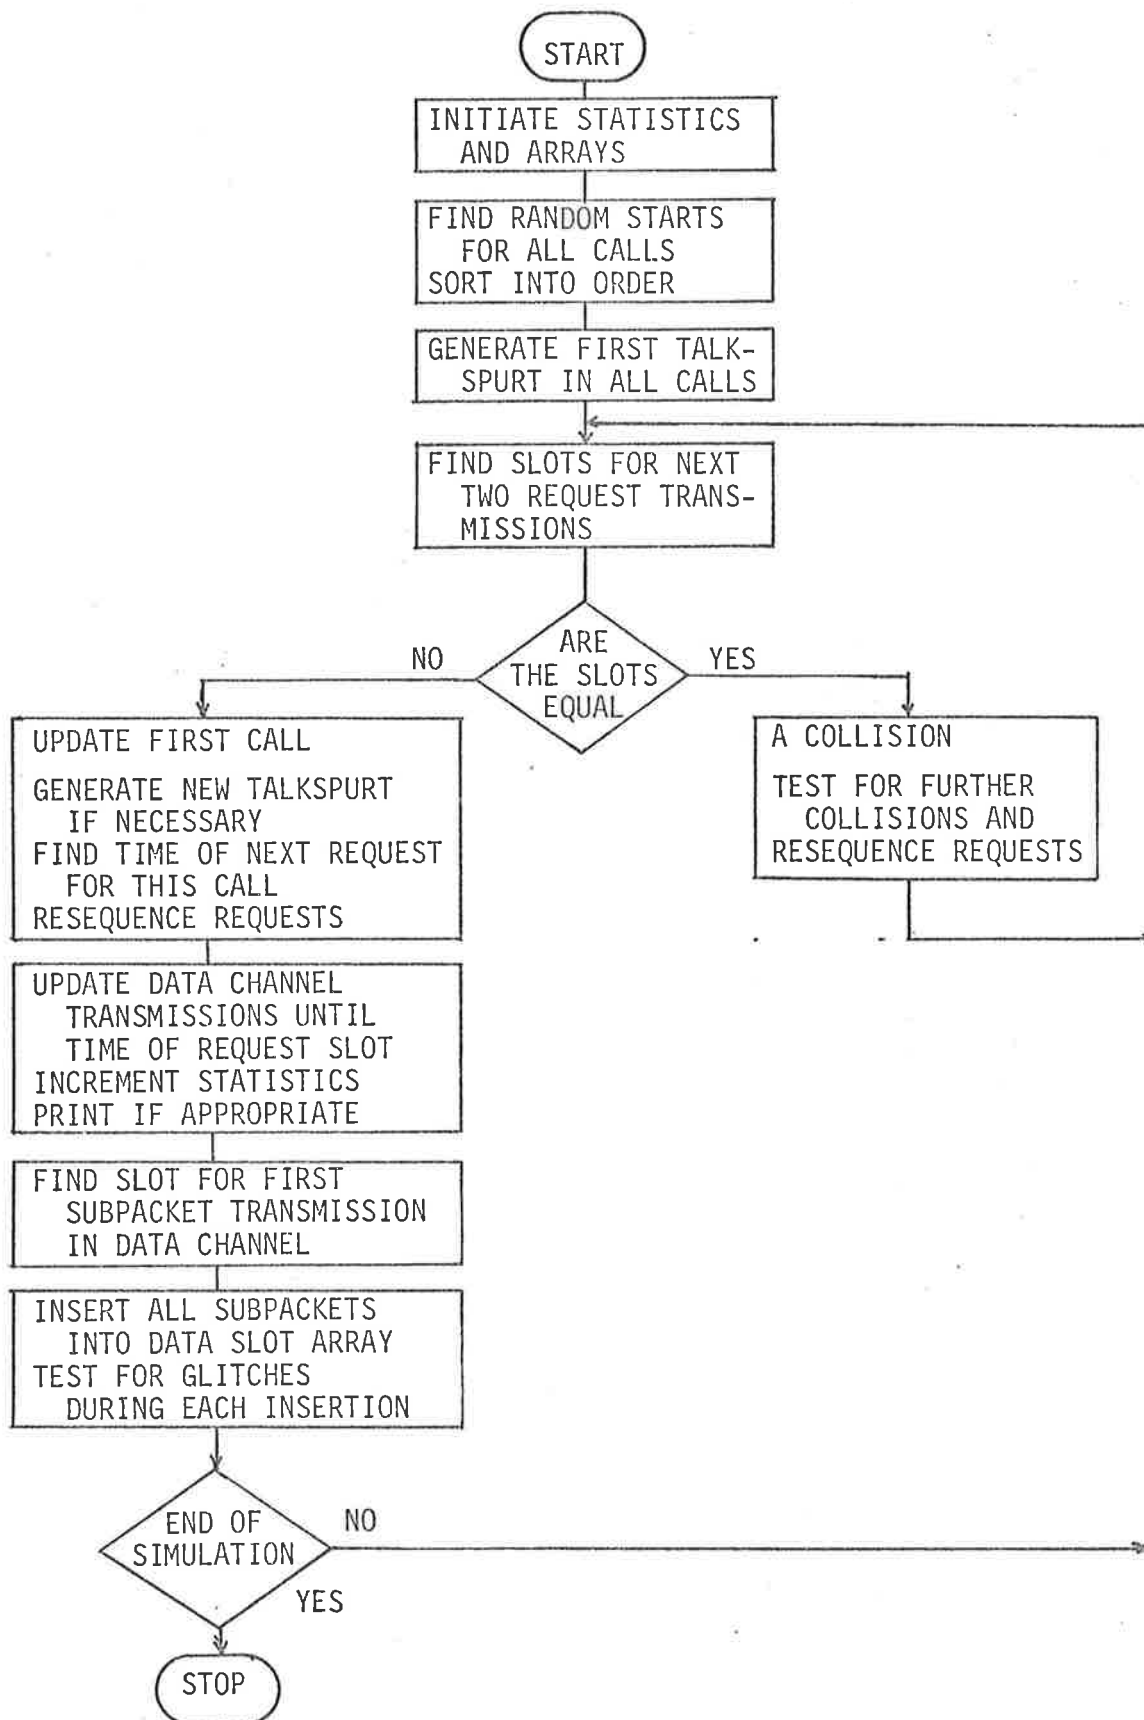 START
INITIATE STATISTICS
AND ARRAYS
FIND RANDOM STARTS
FOR ALL CALLS
SORT INTO ORDER
GENERATE FIRST TALK-
SPURT IN ALL CALLS
FIND SLOTS FOR NEXT
TWO REQUEST TRANS-
MISSIONS
ARE
THE SLOTS
EQUAL
NO
YES
UPDATE FIRST CALL
GENERATE NEW TALKSPURT
IF NECESSARY
FIND TIME OF NEXT REQUEST
FOR THIS CALL
RESEQUENCE REQUESTS
A COLLISION
TEST FOR FURTHER
COLLISIONS AND
RESEQUENCE REQUESTS
UPDATE DATA CHANNEL
TRANSMISSIONS UNTIL
TIME OF REQUEST SLOT
INCREMENT STATISTICS
PRINT IF APPROPRIATE
FIND SLOT FOR FIRST
SUBPACKET TRANSMISSION
IN DATA CHANNEL
INSERT ALL SUBPACKETS
INTO DATA SLOT ARRAY
TEST FOR GLITCHES
DURING EACH INSERTION
END OF
SIMULATION
NO
YES
STOP